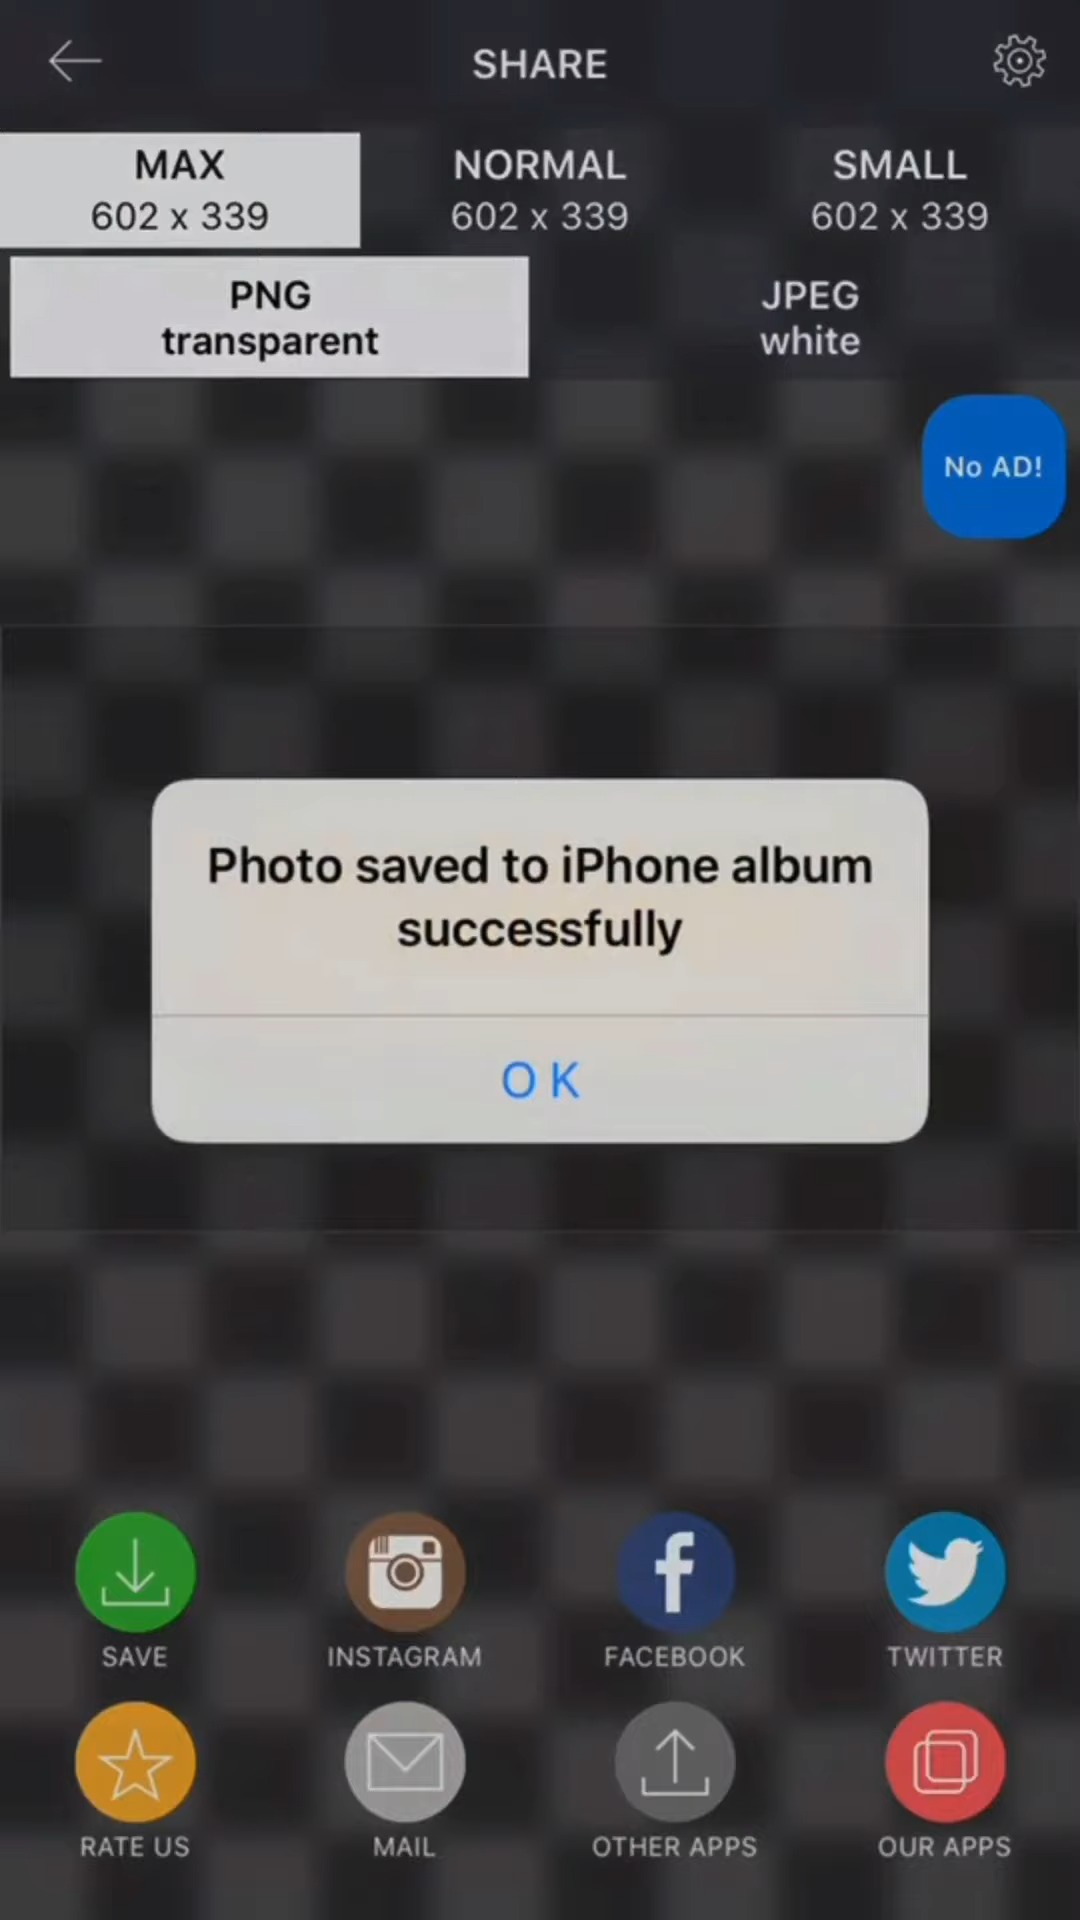 SHARE
MAX
602 x 339
NORMAL
602 x 339
SMALL
602 x 339
PNG
transparent
JPEG
white
No AD!
Photo saved to iPhone album
successfully
OK
SAVE
INSTAGRAM
FACEBOOK
TWITTER
RATE US
MAIL
OTHER APPS
OUR APPS